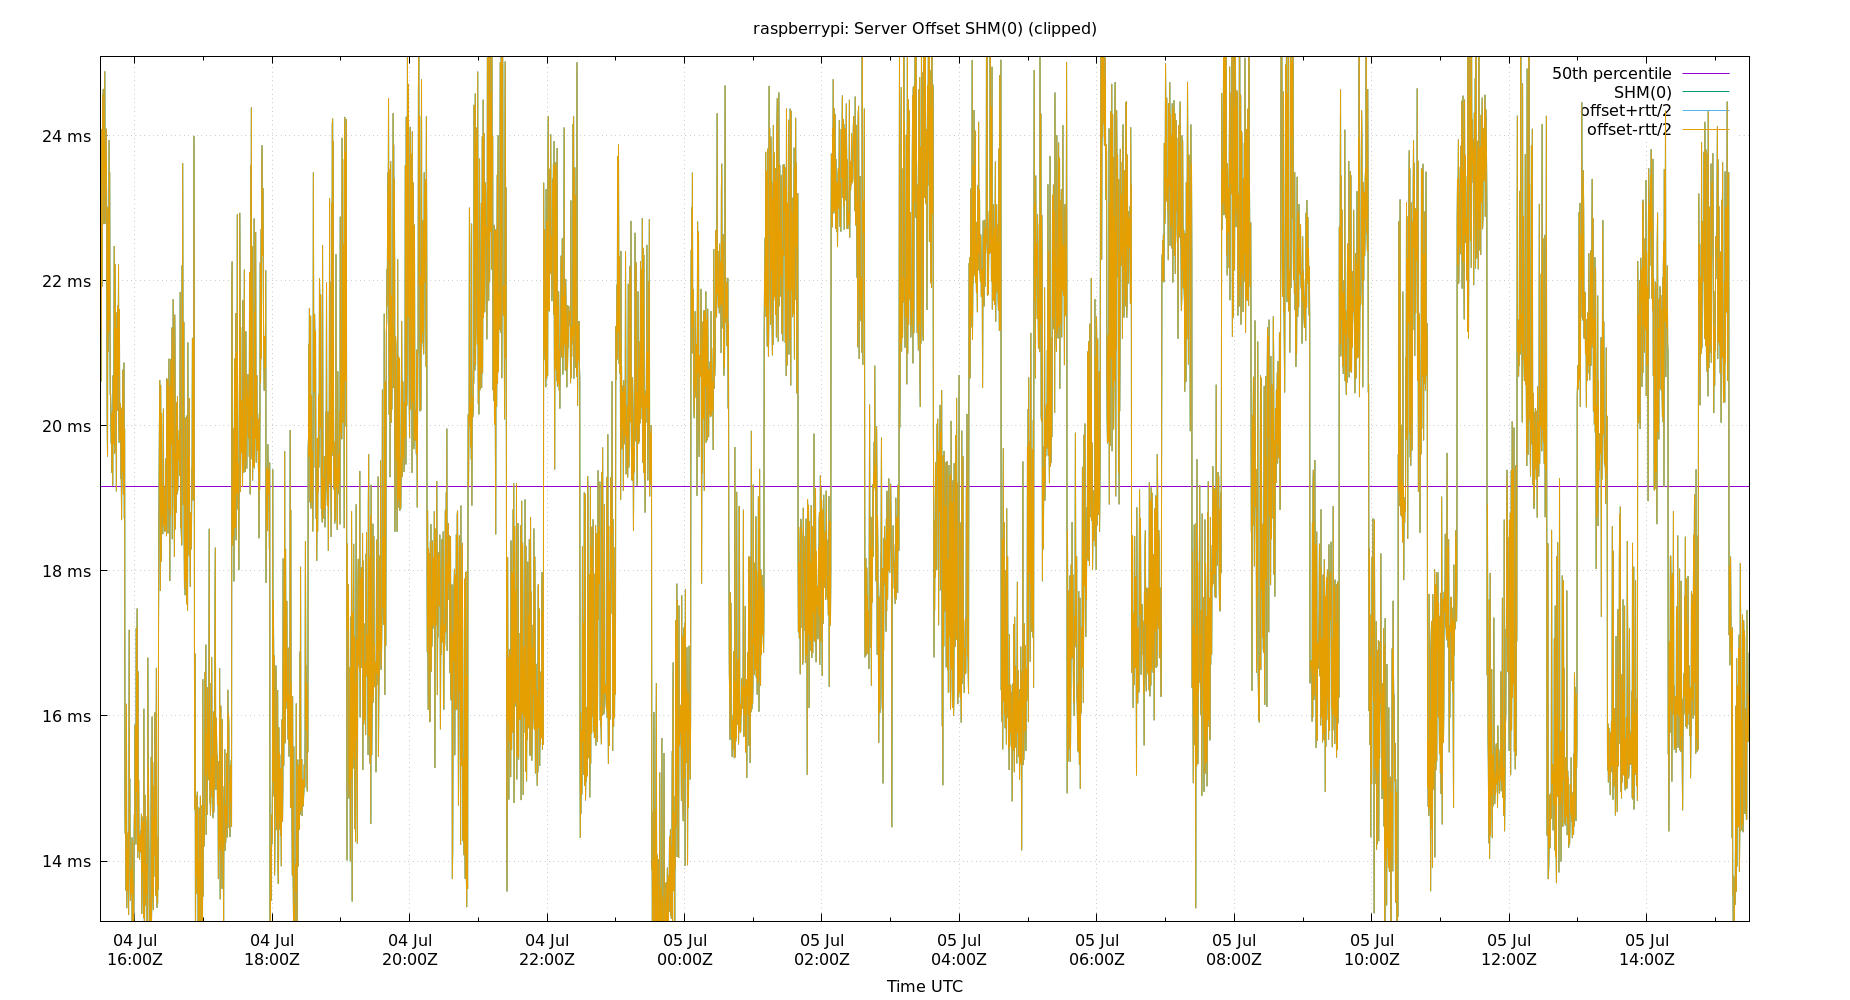 raspberrypi: Server Offset SHM(0) (clipped)
50th percentile
SHM(0)
offset+rtt/2
offset-rtt/2
24 ms
22 ms
20 ms
18 ms
16 ms
14 ms
04 Jul 04 Jul 04 Jul 04 Jul 05 Jul 05 Jul 05 Jul 05 Jul 05 Jul 05 Jul 05 Jul 05 Jul
16:00Z 18:00Z 20:00Z 22:00Z 00:00Z 02:00Z 04:00Z 06:00Z 08:00Z 10:00Z 12:00Z 14:00Z
Time UTC